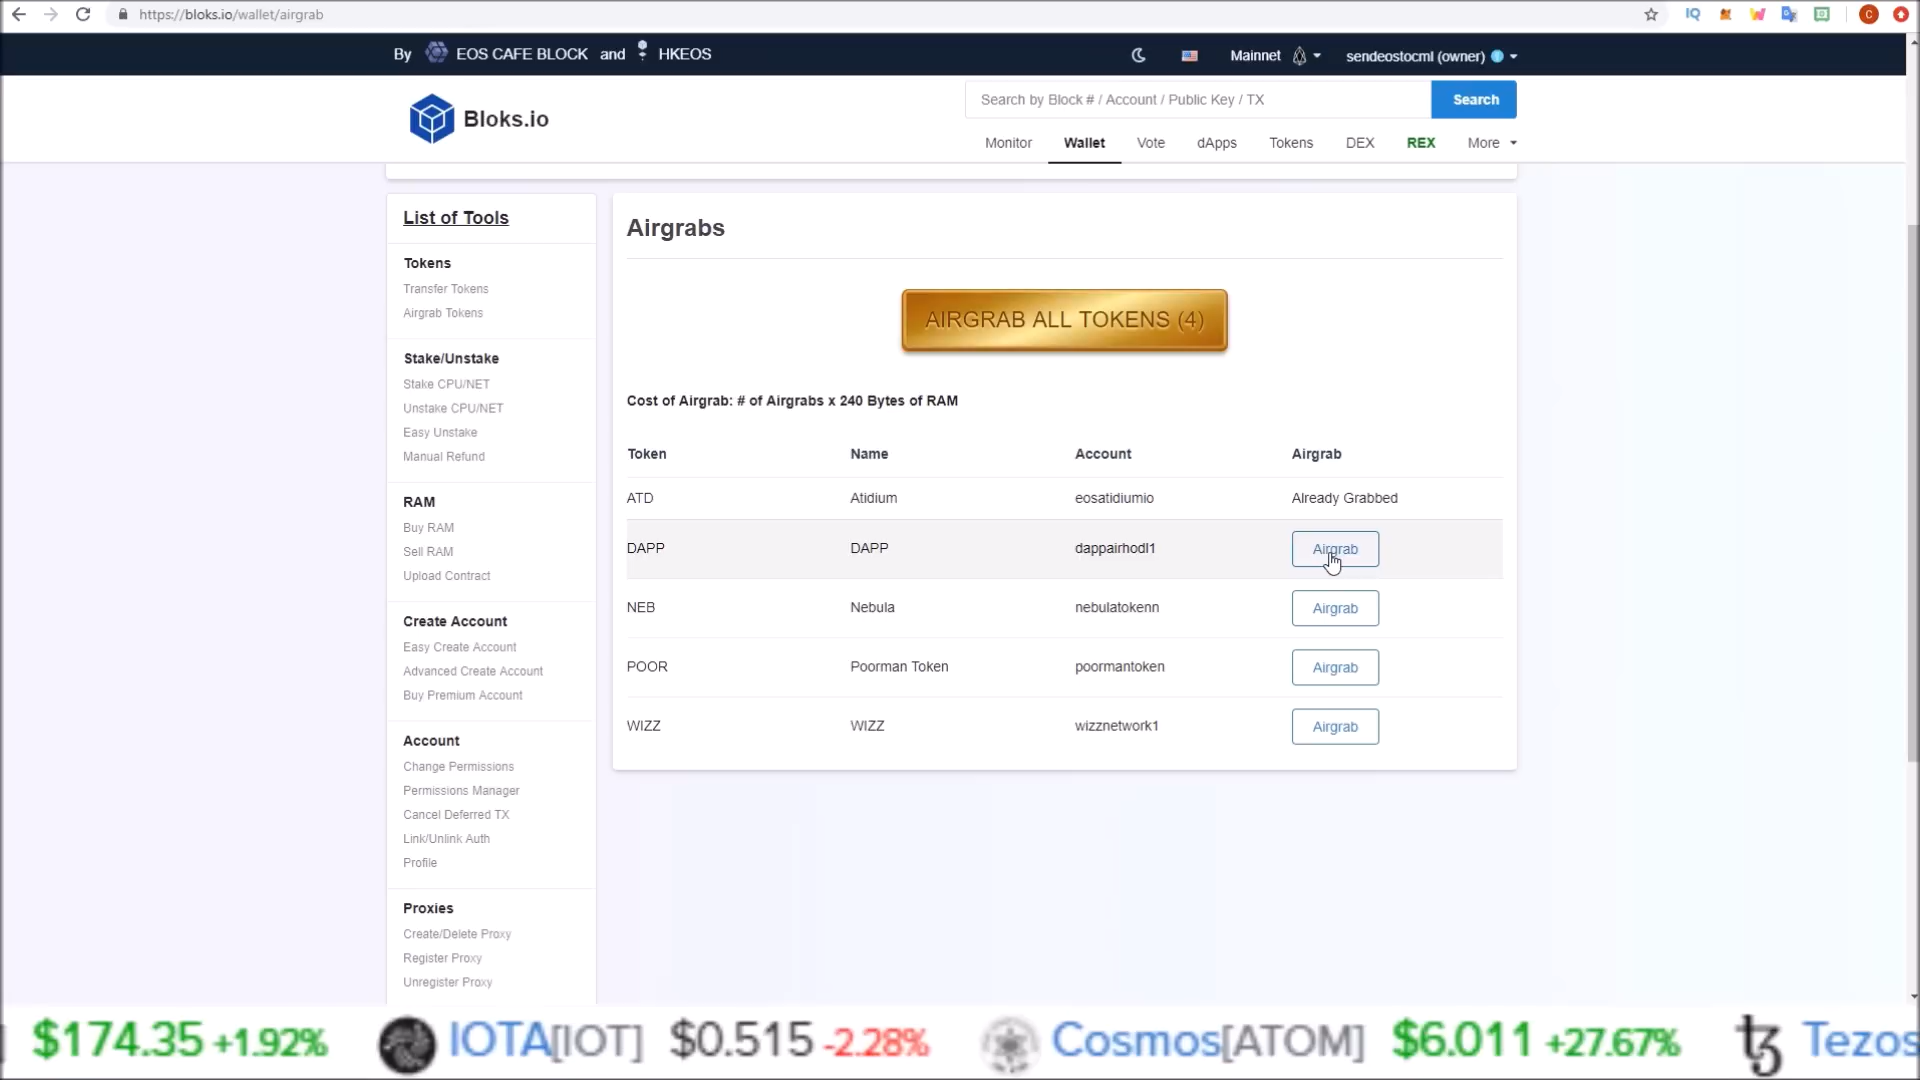 https://bloks.io/wallet/airgrab
By EOS CAFE BLOCK and HKEOS
Mainnet
sendeostocml (owner)
Bloks.io
Search by Block # / Account / Public Key / TX
Search
Monitor Wallet Vote dApps Tokens DEX REX More
List of Tools
Tokens
Transfer Tokens
Airgrab Tokens
Stake/Unstake
Stake CPU/NET
Unstake CPU/NET
Easy Unstake
Manual Refund
RAM
Buy RAM
Sell RAM
Upload Contract
Create Account
Easy Create Account
Advanced Create Account
Buy Premium Account
Account
Change Permissions
Permissions Manager
Cancel Deferred TX
Link/Unlink Auth
Profile
Proxies
Create/Delete Proxy
Register Proxy
Unregister Proxy
Airgrabs
AIRGRAB ALL TOKENS (4)
Cost of Airgrab: # of Airgrabs x 240 Bytes of RAM
Token Name Account Airgrab
ATD Atidium eosatidiumio Already Grabbed
DAPP DAPP dappairhodl1 Airgrab
NEB Nebula nebulatokenn Airgrab
POOR Poorman Token poormantoken Airgrab
WIZZ WIZZ wizznetwork1 Airgrab
$174.35 +1.92% IOTA[IOT] $0.515 -2.28% Cosmos[ATOM] $6.011 +27.67% Tezos